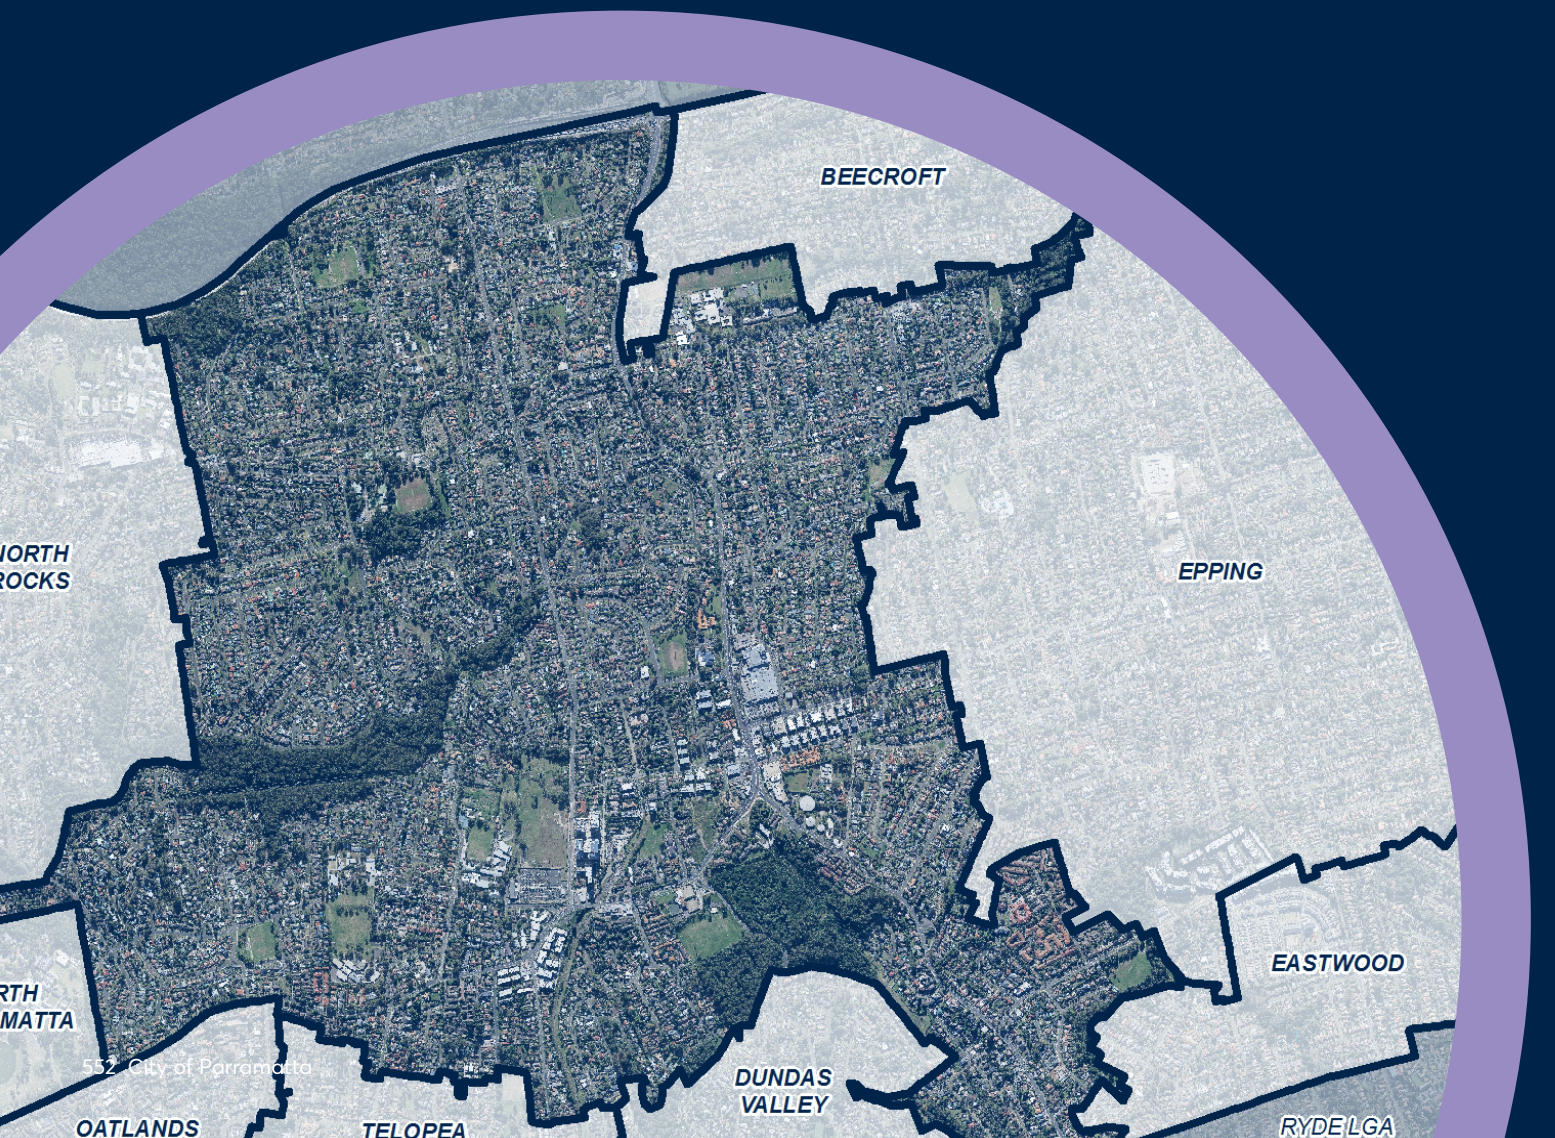 BEECROFT
NORTH
ROCKS
EPPING
EASTWOOD
RTH
MATTA
552 City of Parramatta
DUNDAS
VALLEY
OATLANDS
TELOPEA
RYDE LGA